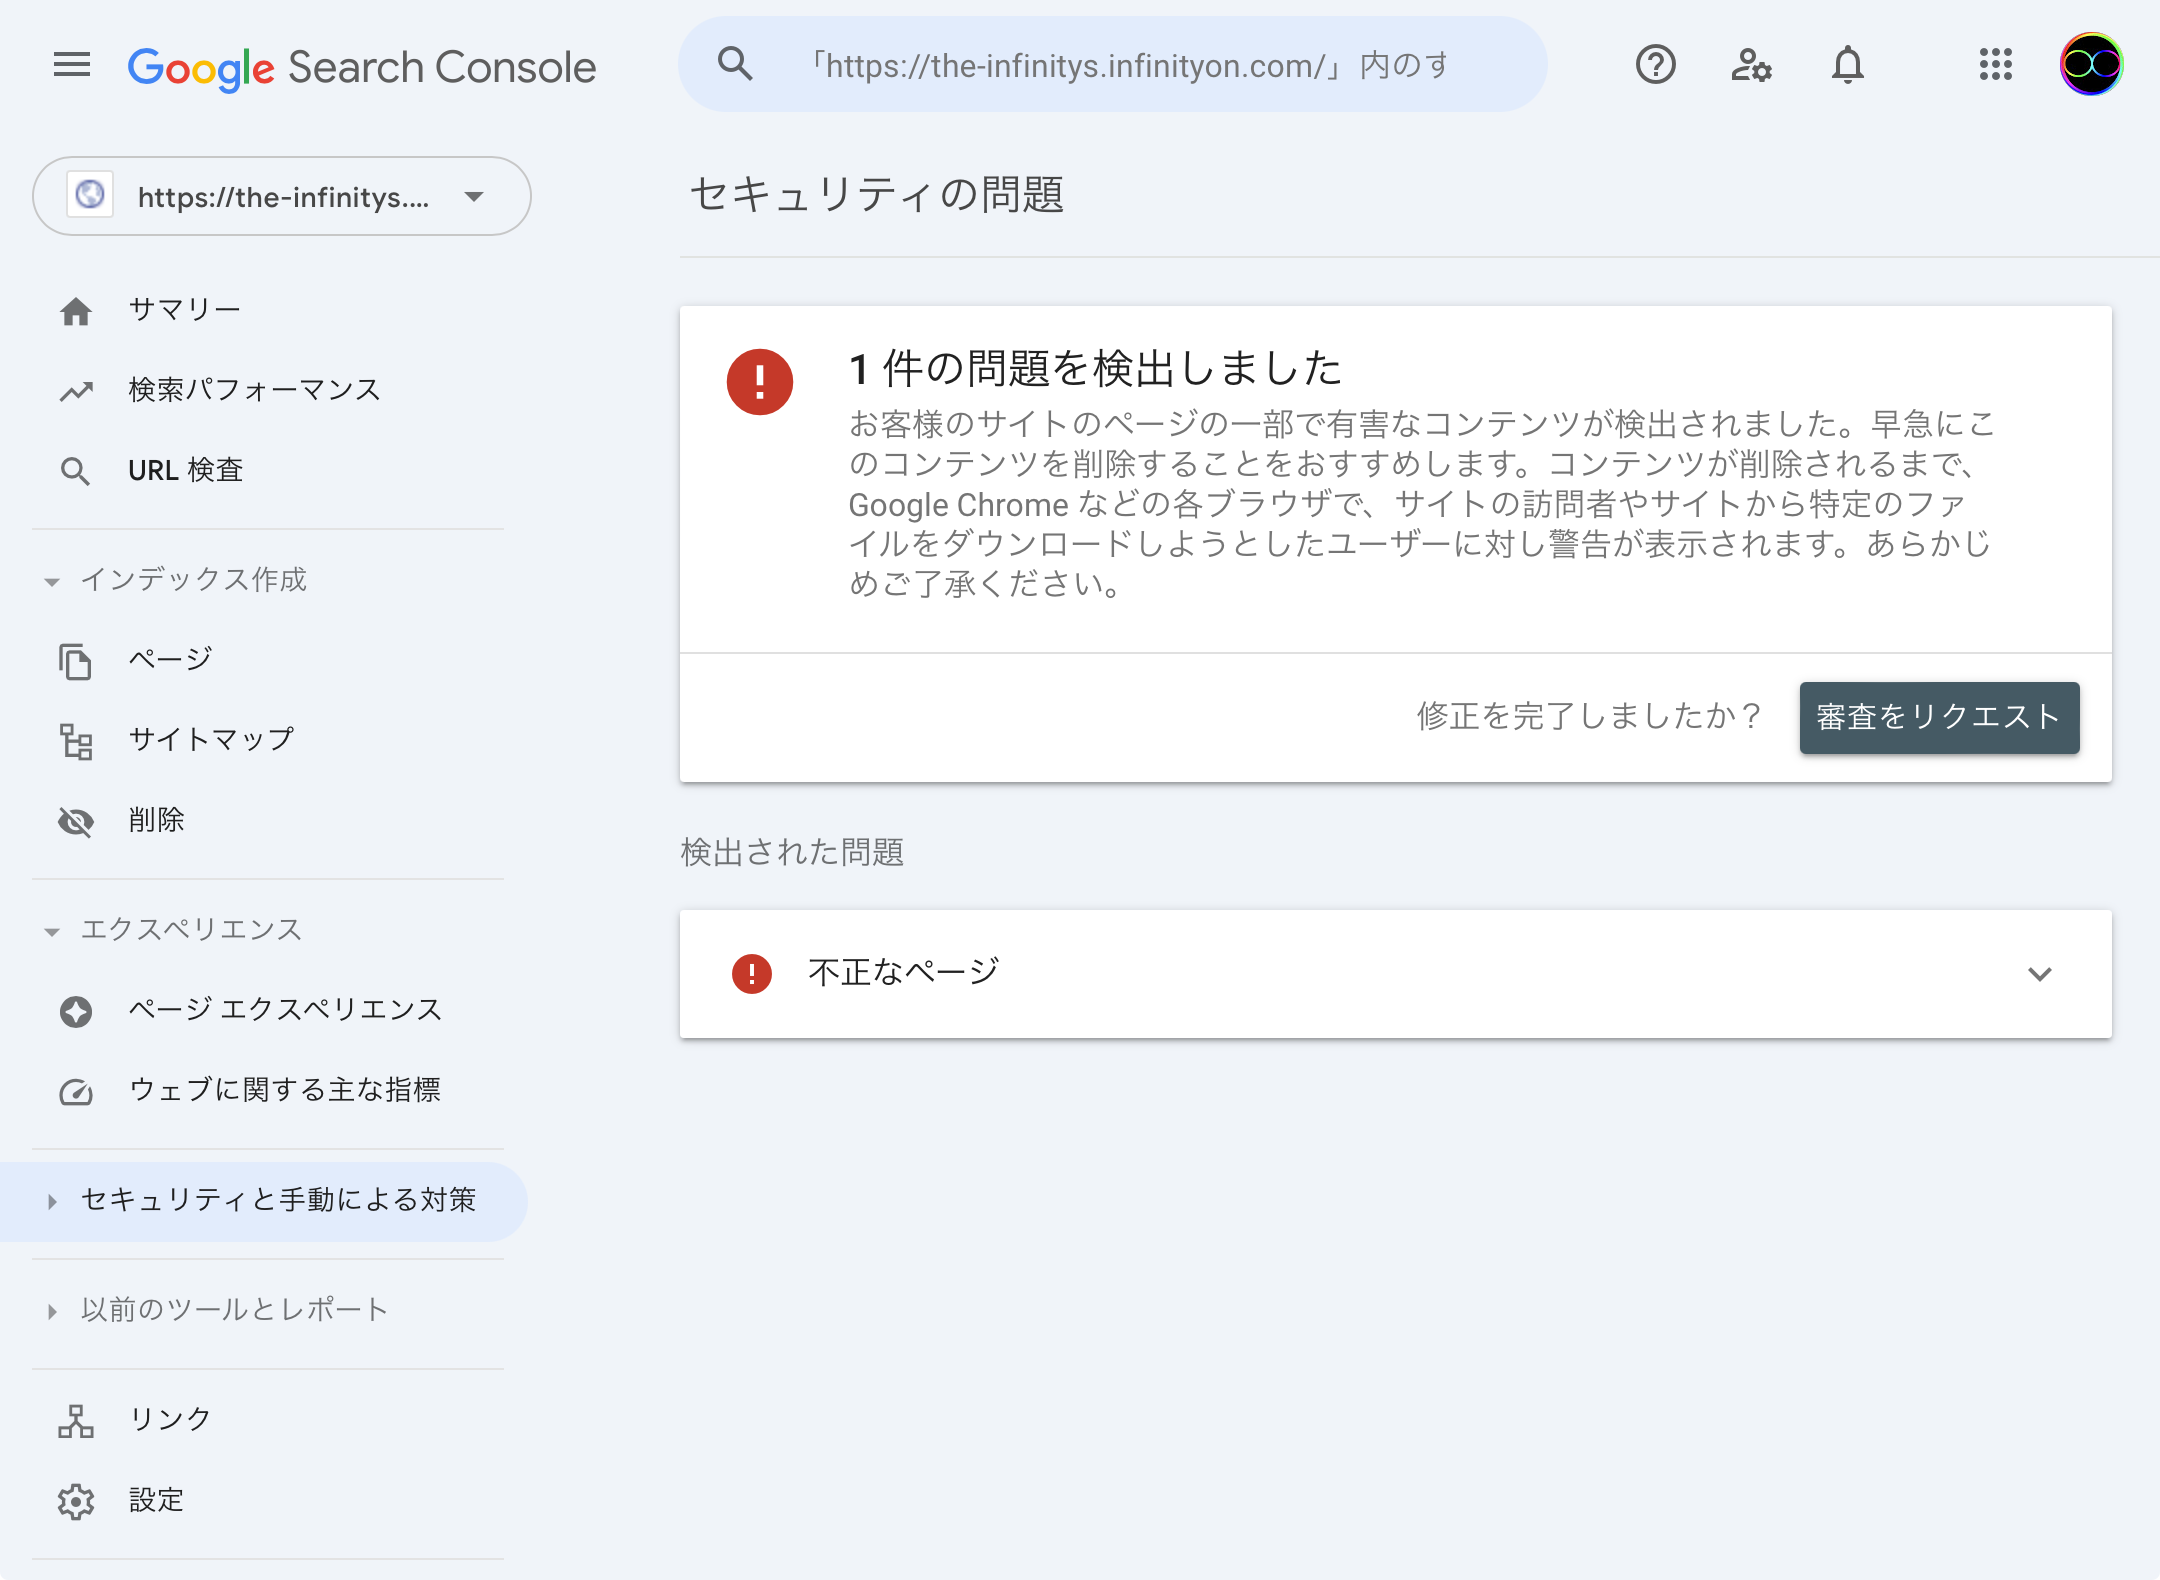 Google Search Console
「https://the-infinitys.infinityon.com/」内のす
https://the-infinitys....
サマリー
検索パフォーマンス
URL 検査
インデックス作成
ページ
サイトマップ
削除
エクスペリエンス
ページ エクスペリエンス
ウェブに関する主な指標
セキュリティと手動による対策
以前のツールとレポート
リンク
設定
セキュリティの問題
1 件の問題を検出しました
お客様のサイトのページの一部で有害なコンテンツが検出されました。早急にこ
のコンテンツを削除することをおすすめします。コンテンツが削除されるまで、
Google Chrome などの各ブラウザで、サイトの訪問者やサイトから特定のファ
イルをダウンロードしようとしたユーザーに対し警告が表示されます。あらかじ
めご了承ください。
修正を完了しましたか？
審査をリクエスト
検出された問題
不正なページ